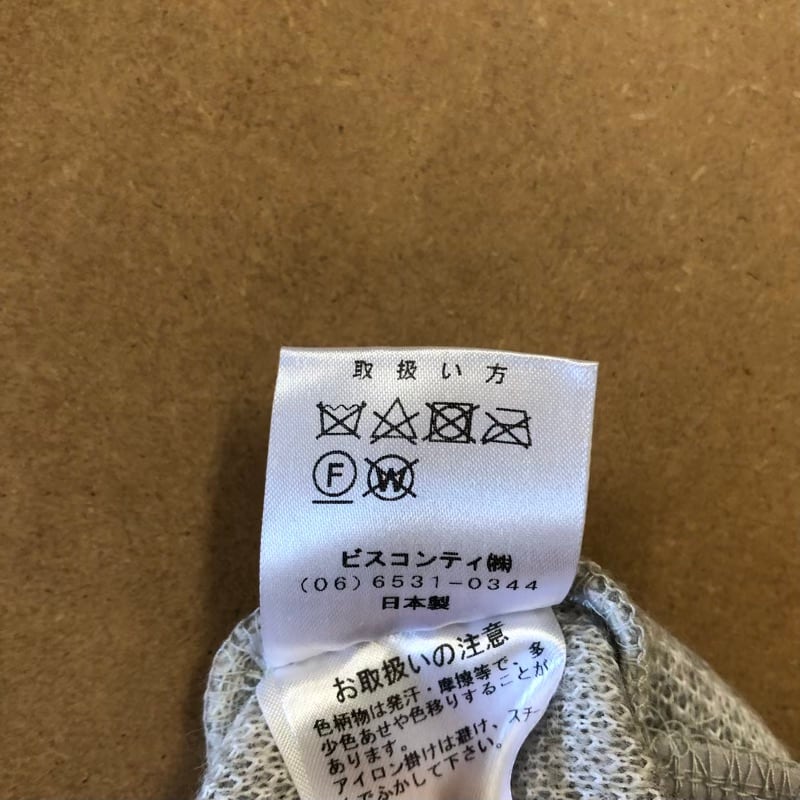 取扱い方
F W
ビスコンティ㈱
(06)6531-0344
日本製
お取扱いの注意
色柄物は発汗・摩擦等で、多
少色あせや色移りすることが
あります。
アイロン掛けは避け、スチー
でふかして下さい。